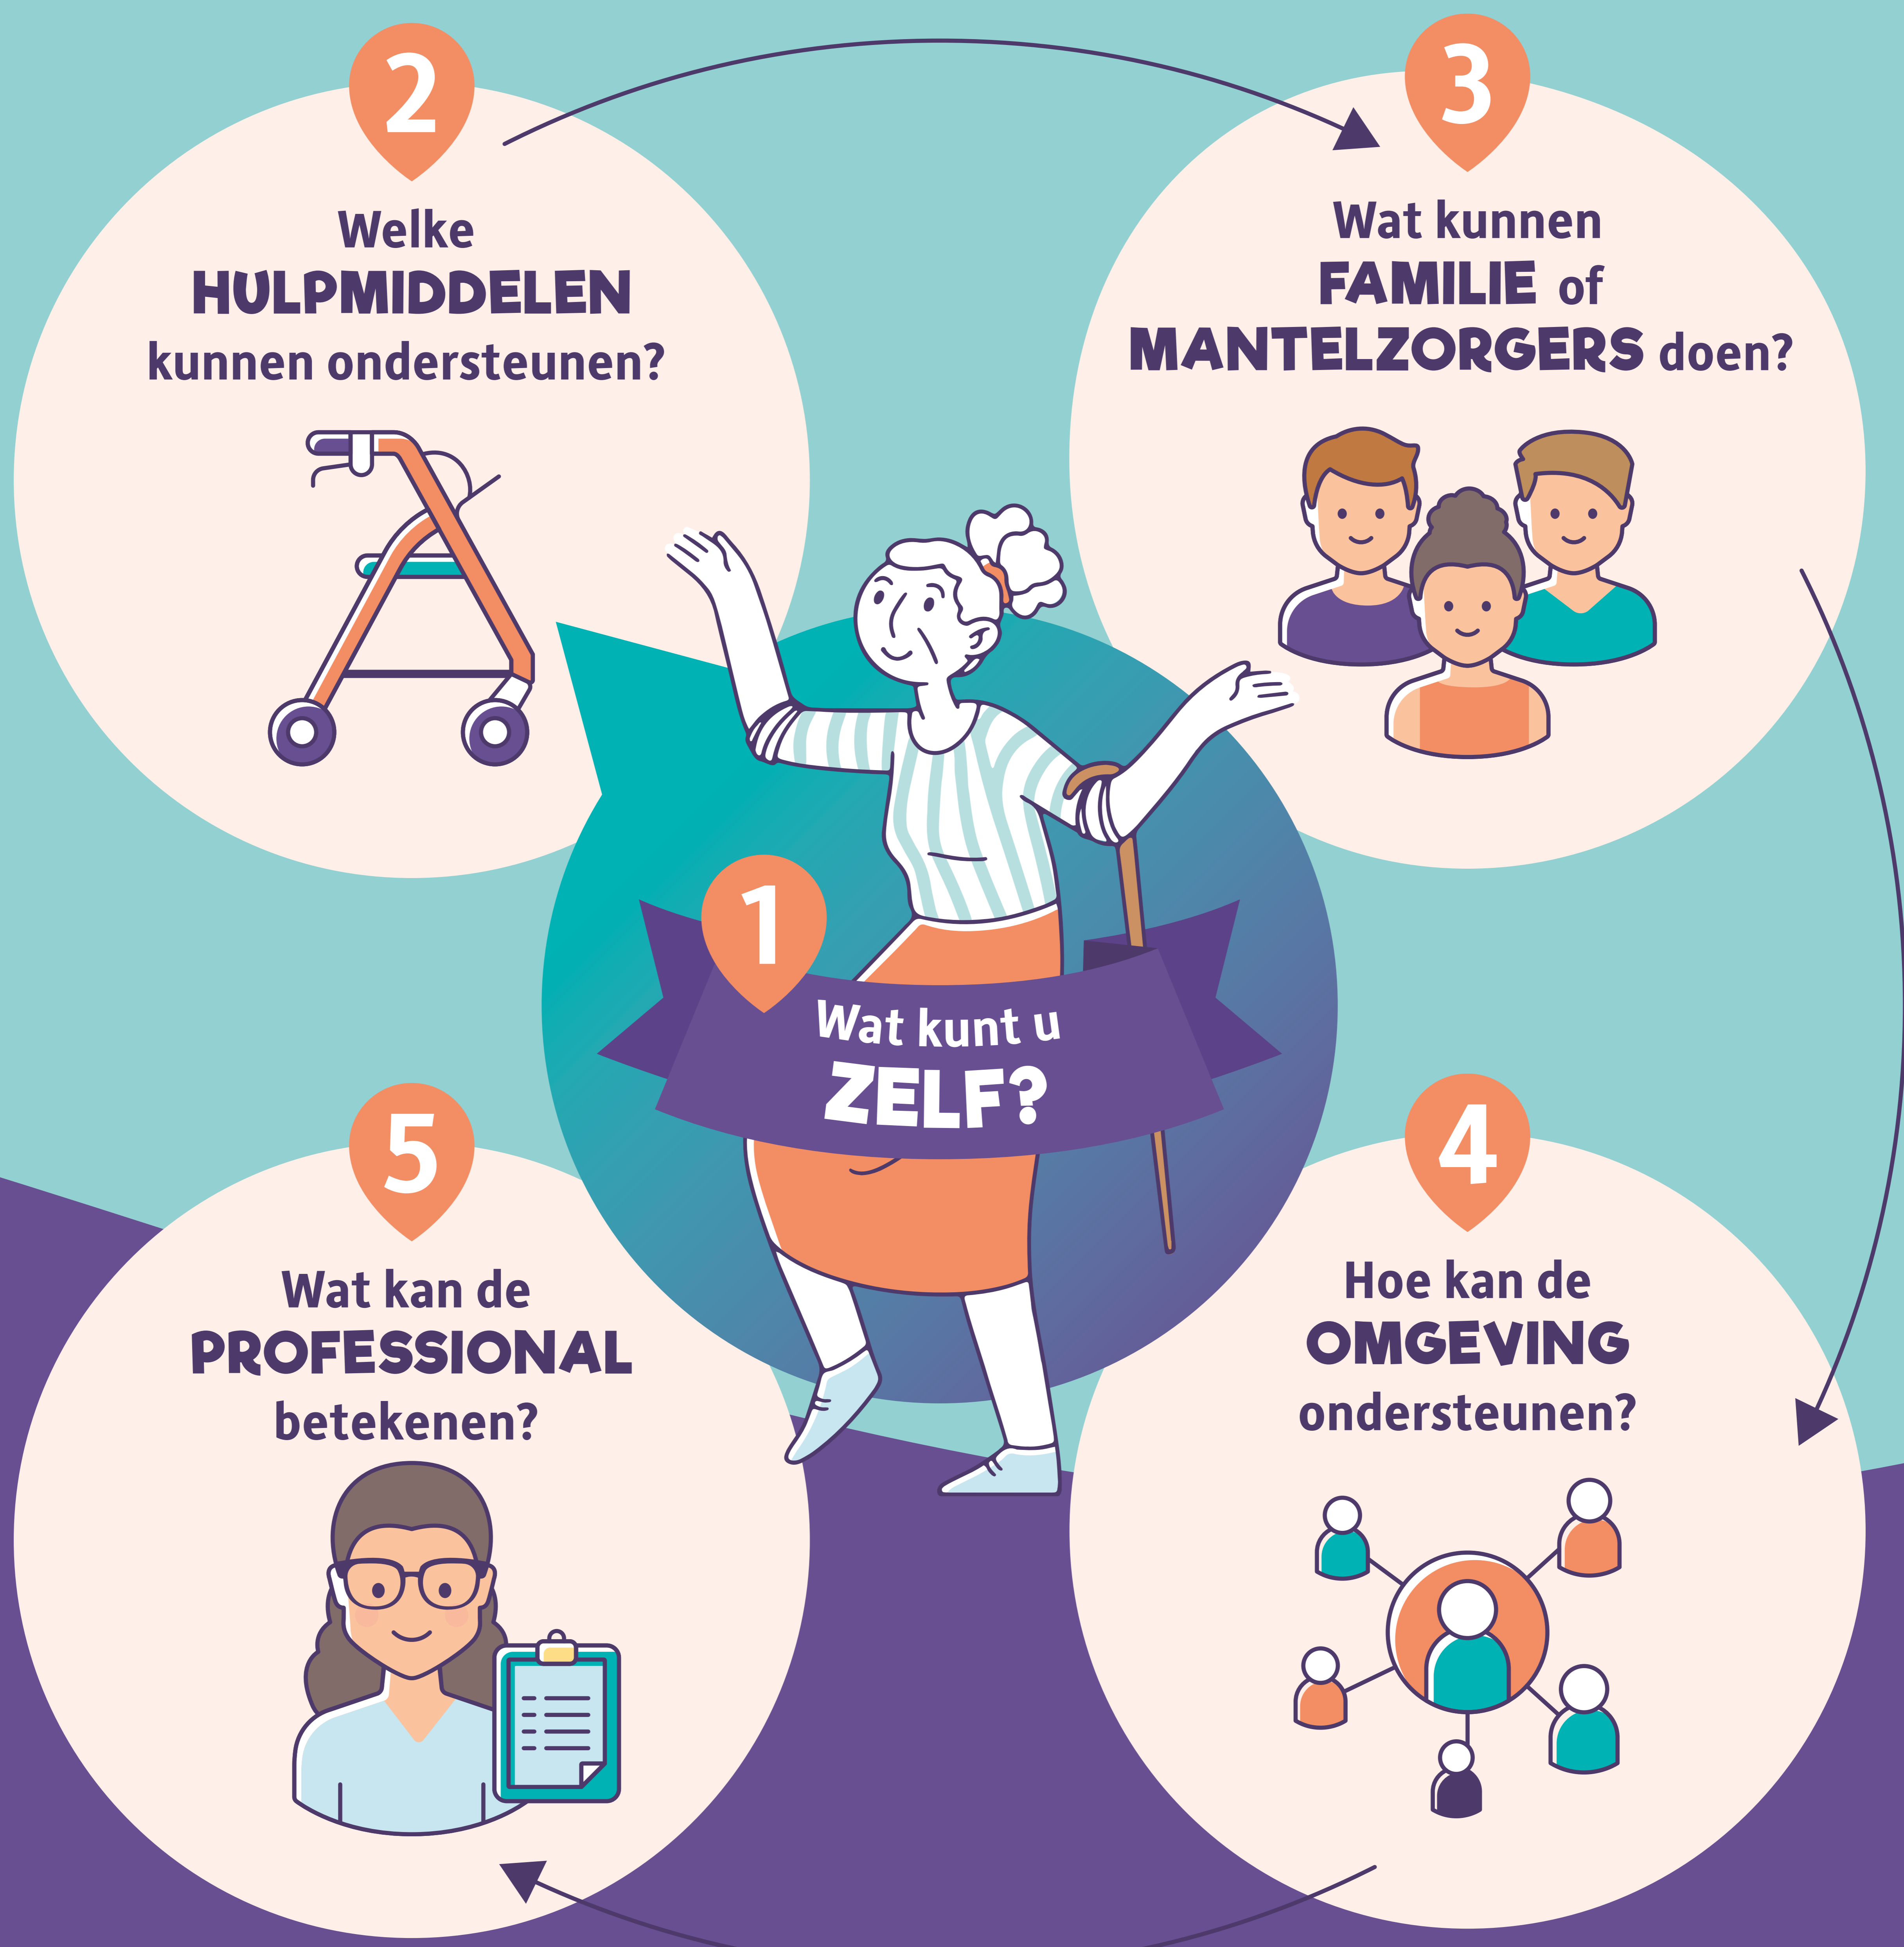 1
Wat kunt u
ZELF?
2
Welke
HULPMIDDELEN
kunnen ondersteunen?
3
Wat kunnen
FAMILIE of
MANTELZORGERS doen?
4
Hoe kan de
OMGEVING
ondersteunen?
5
Wat kan de
PROFESSIONAL
betekenen?